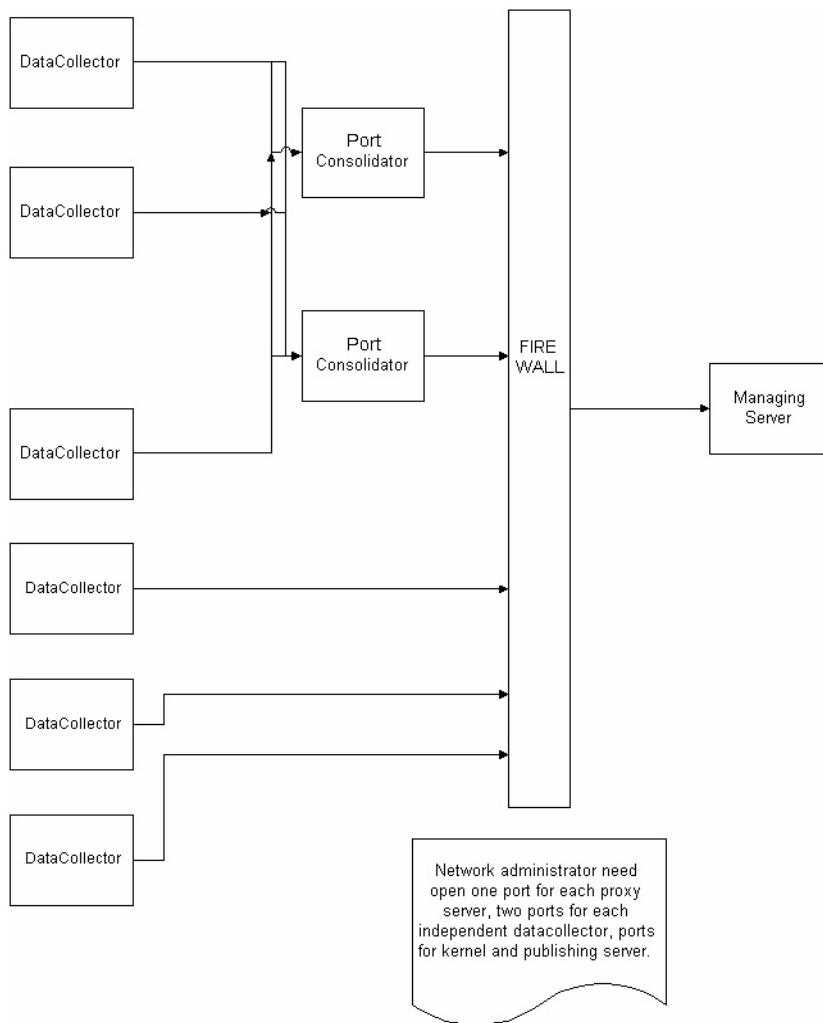 DataCollector
Port
Consolidator
DataCollector
Port
Consolidator
FIRE
WALL
Managing
Server
DataCollector
DataCollector
DataCollector
DataCollector
Network administrator need
open one port for each proxy
server, two ports for each
independent datacollector, ports
for kernel and publishing server.